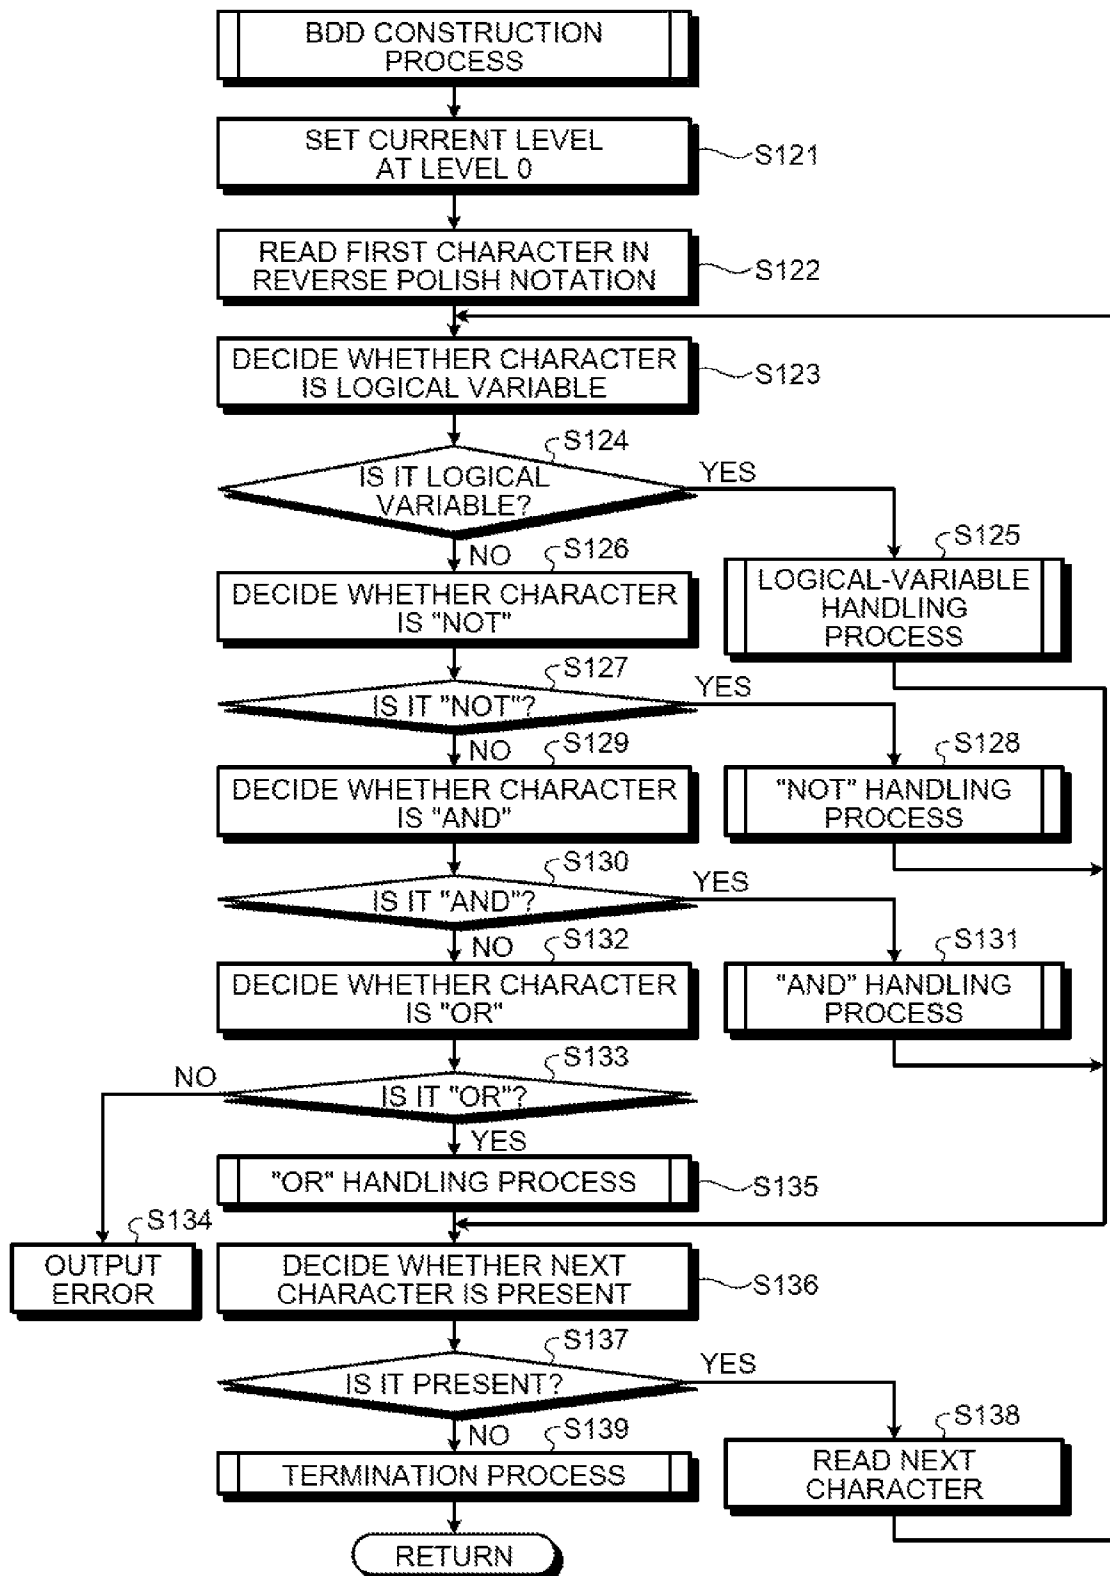 BDD CONSTRUCTION
PROCESS
SET CURRENT LEVEL
AT LEVEL 0
S121
READ FIRST CHARACTER IN
REVERSE POLISH NOTATION
S122
DECIDE WHETHER CHARACTER
IS LOGICAL VARIABLE
S123
S124
IS IT LOGICAL
VARIABLE?
YES
NO
S125
LOGICAL-VARIABLE
HANDLING
PROCESS
S126
DECIDE WHETHER CHARACTER
IS "NOT"
S127
IS IT "NOT"?
YES
NO
S128
"NOT" HANDLING
PROCESS
S129
DECIDE WHETHER CHARACTER
IS "AND"
S130
IS IT "AND"?
YES
NO
S131
"AND" HANDLING
PROCESS
S132
DECIDE WHETHER CHARACTER
IS "OR"
S133
IS IT "OR"?
NO
YES
S134
OUTPUT
ERROR
"OR" HANDLING PROCESS
S135
DECIDE WHETHER NEXT
CHARACTER IS PRESENT
S136
S137
IS IT PRESENT?
YES
NO
S138
READ NEXT
CHARACTER
S139
TERMINATION PROCESS
RETURN